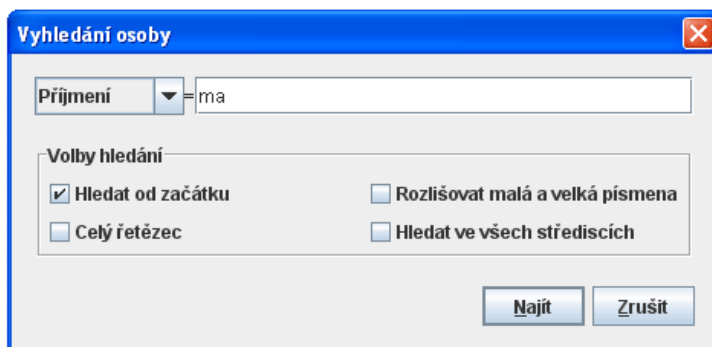 Vyhledání osoby
Příjmení = ma
Volby hledání
Hledat od začátku Rozlišovat malá a velká písmena
Celý řetězec Hledat ve všech střediscích
Najít Zrušit